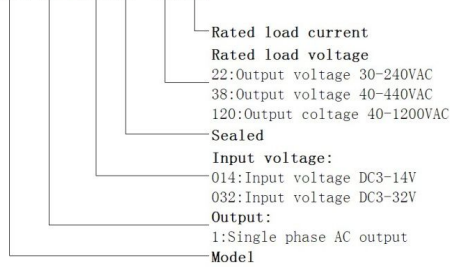 Rated load current
Rated load voltage
22:Output voltage 30-240VAC
38:Output voltage 40-440VAC
120:Output coltage 40-1200VAC
Sealed
Input voltage:
014:Input voltage DC3-14V
032:Input voltage DC3-32V
Output:
1:Single phase AC output
Model